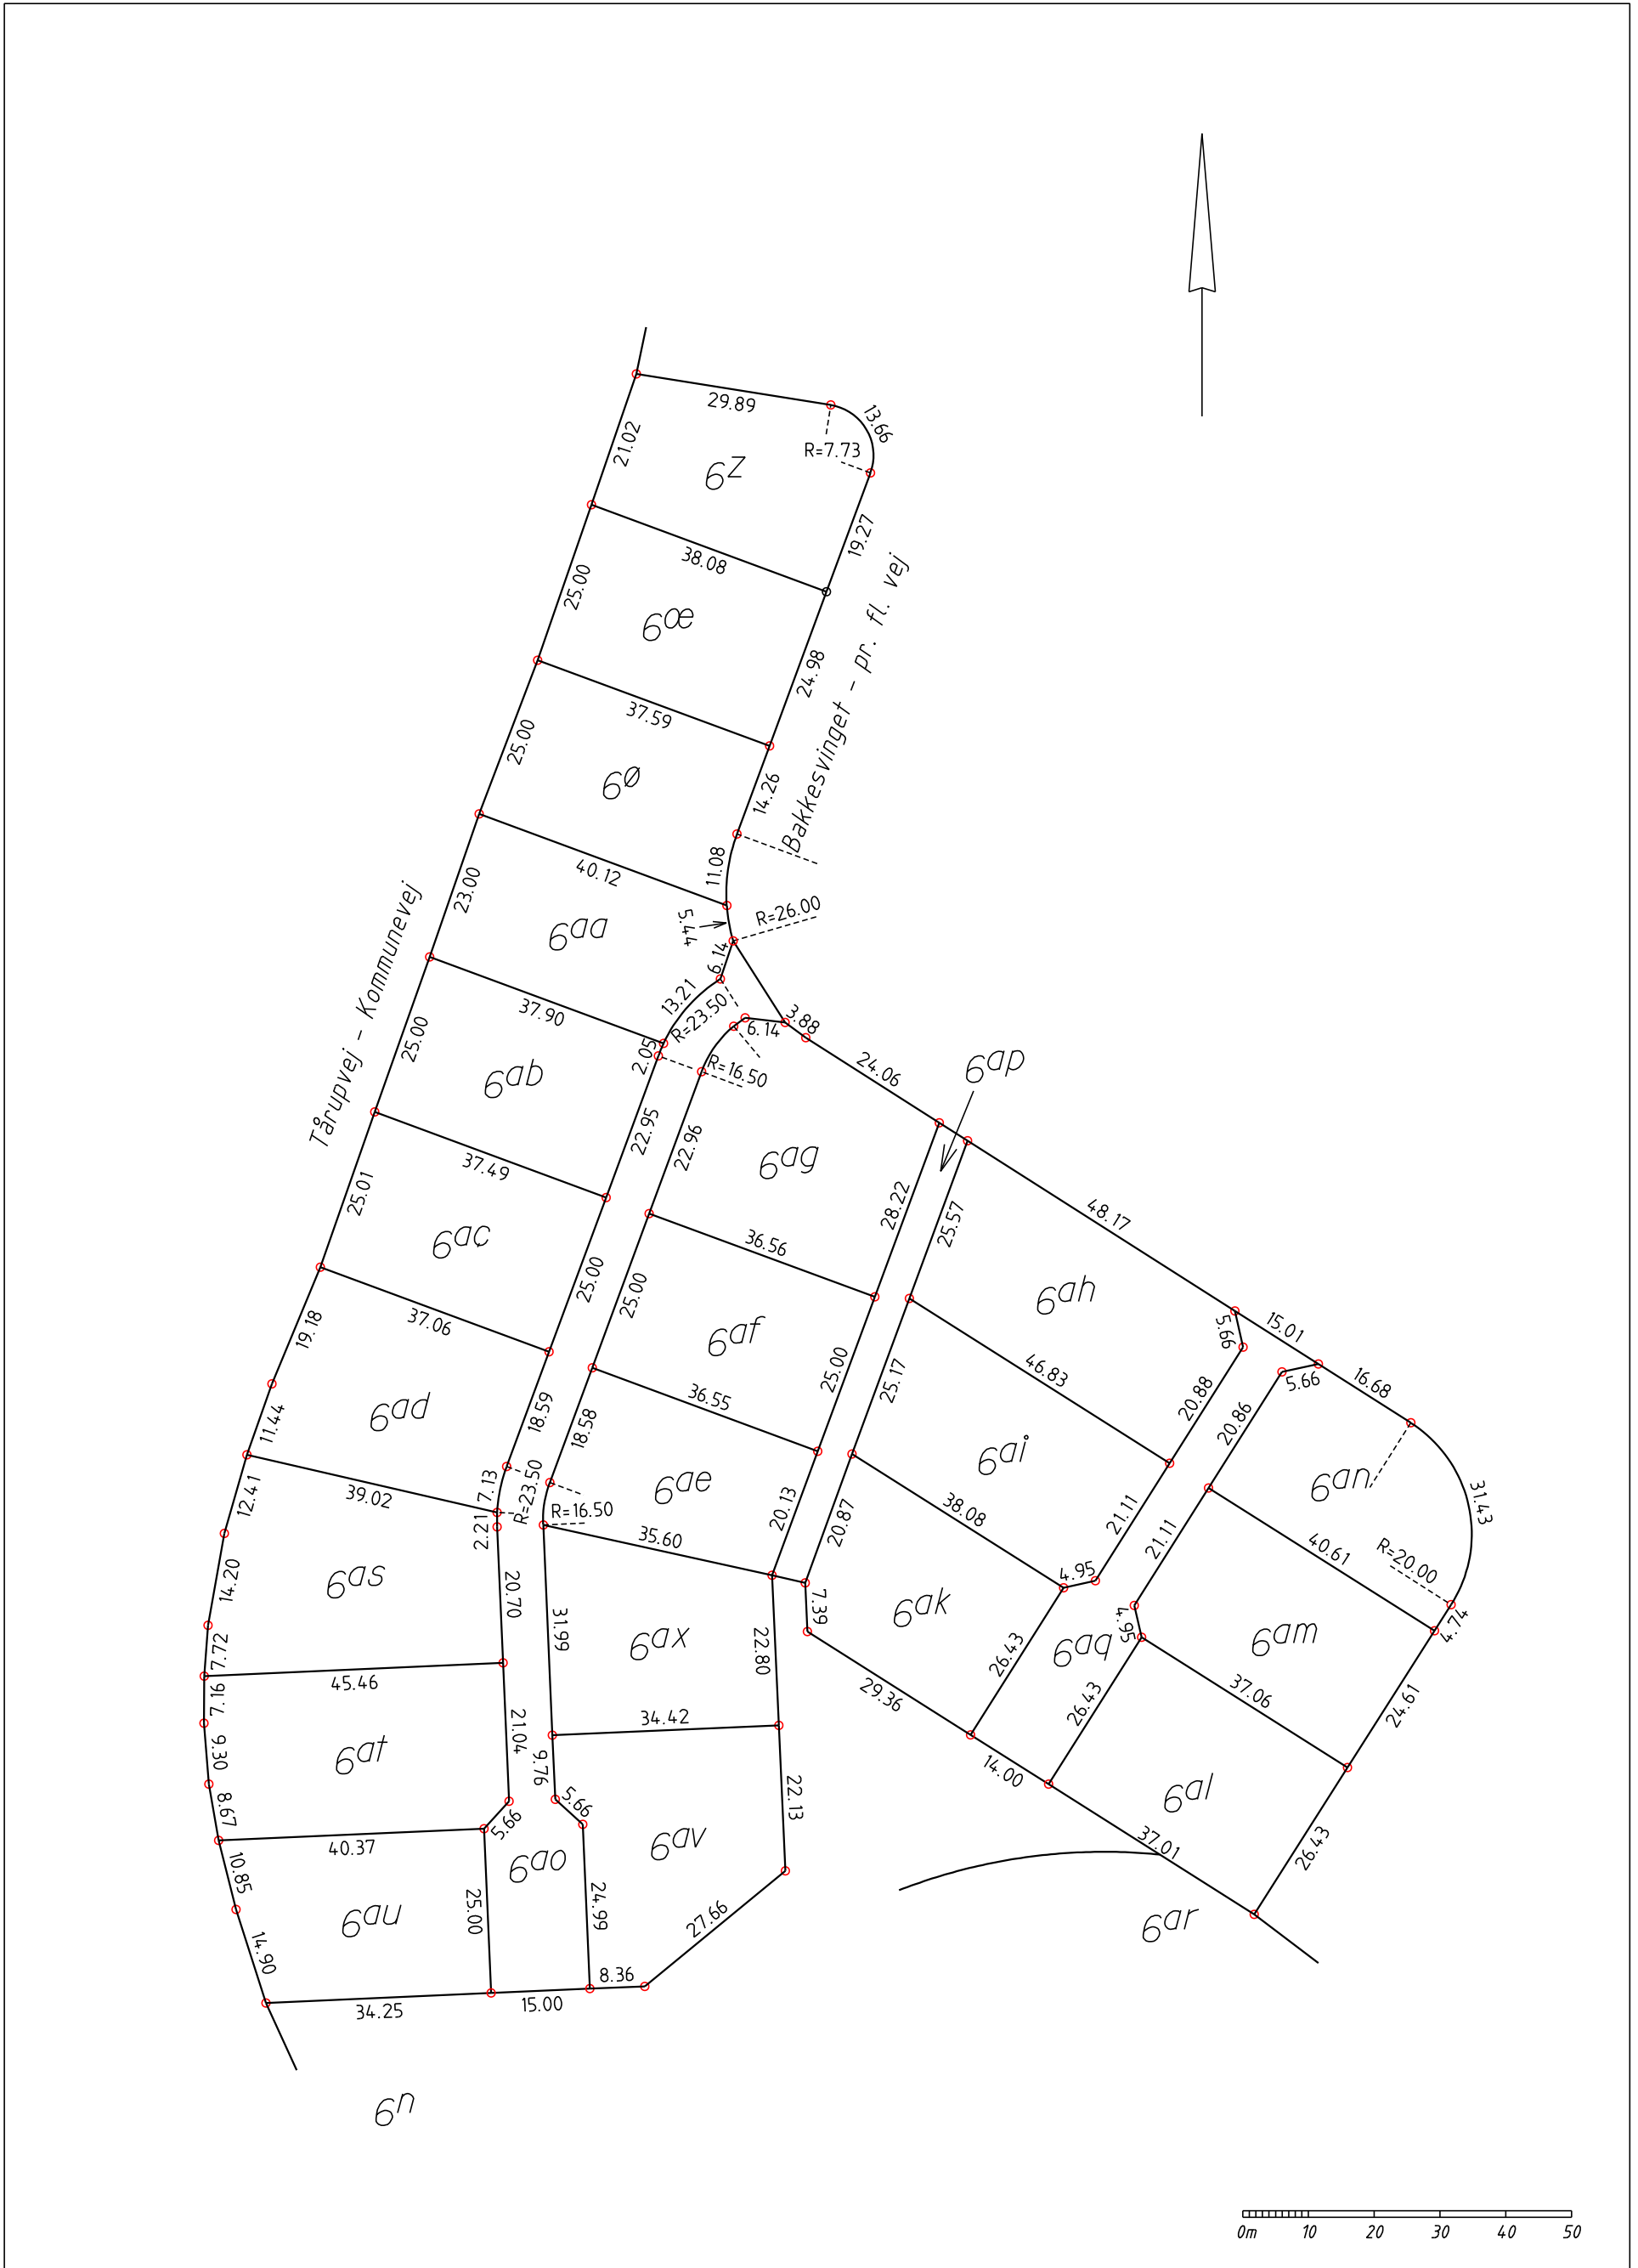 29.89
13.66
R=7.73
21.02
6z
19.27
38.08
25.00
6æ
24.98
Bakkesvinget - pr. fl. vej
37.59
25.00
6ø
14.26
40.12
11.08
23.00
5.44
R=26.00
6aa
6.14
Tårupvej - Kommunevej
13.21
R=23.50
37.90
3.88
6.14
2.05
R=16.50
25.00
24.06
6ap
6ab
22.95
22.96
6ag
37.49
28.22
25.57
48.17
25.01
6ac
36.56
25.00
25.00
6ah
5.66
15.01
19.18
37.06
6af
25.00
25.17
46.83
20.88
5.66
16.68
11.44
6ad
18.59
18.58
36.55
20.86
6ai
6an
31.43
12.41
39.02
7.13
R=23.50
R=16.50
6ae
20.13
20.87
38.08
21.11
21.11
40.61
R=20.00
2.21
35.60
14.20
6as
20.70
31.99
7.39
6ak
4.95
4.95
4.74
7.72
6ax
22.80
26.43
6aq
6am
45.46
7.16
29.36
26.43
37.06
24.61
9.30
6at
21.04
34.42
9.76
14.00
22.13
6al
8.67
5.66
5.66
40.37
6ao
6av
37.01
26.43
10.85
6au
25.00
24.99
27.66
6ar
14.90
34.25
15.00
8.36
6n
0m 10 20 30 40 50